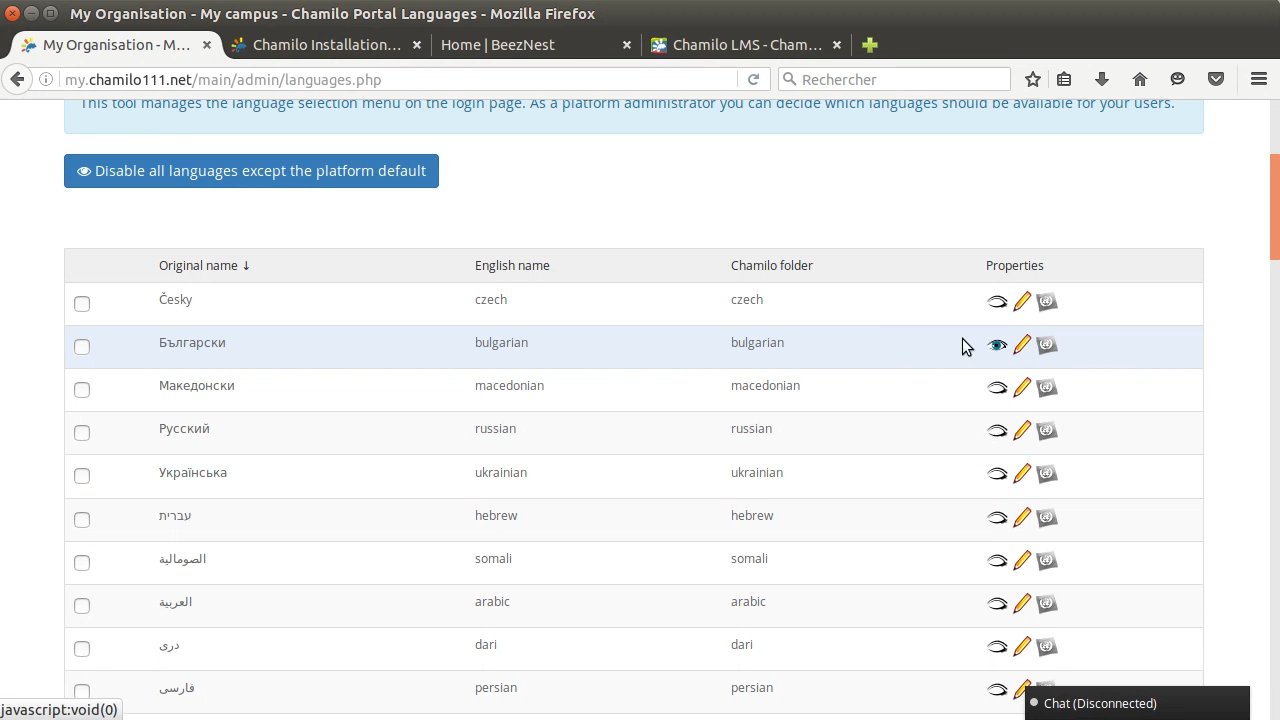 My Organisation - My campus - Chamilo Portal Languages - Mozilla Firefox
My Organisation - M... Chamilo Installation... Home | BeezNest Chamilo LMS - Cham...
my.chamilo111.net/main/admin/languages.php Rechercher
This tool manages the language selection menu on the login page. As a platform administrator you can decide which languages should be available for your users.
Disable all languages except the platform default
Original name ↓ English name Chamilo folder Properties
Česky czech czech
Български bulgarian bulgarian
Македонски macedonian macedonian
Русский russian russian
Українська ukrainian ukrainian
עברית hebrew hebrew
الصومالية somali somali
العربية arabic arabic
دری dari dari
فارسی persian persian
Chat (Disconnected)
javascript:void(0)